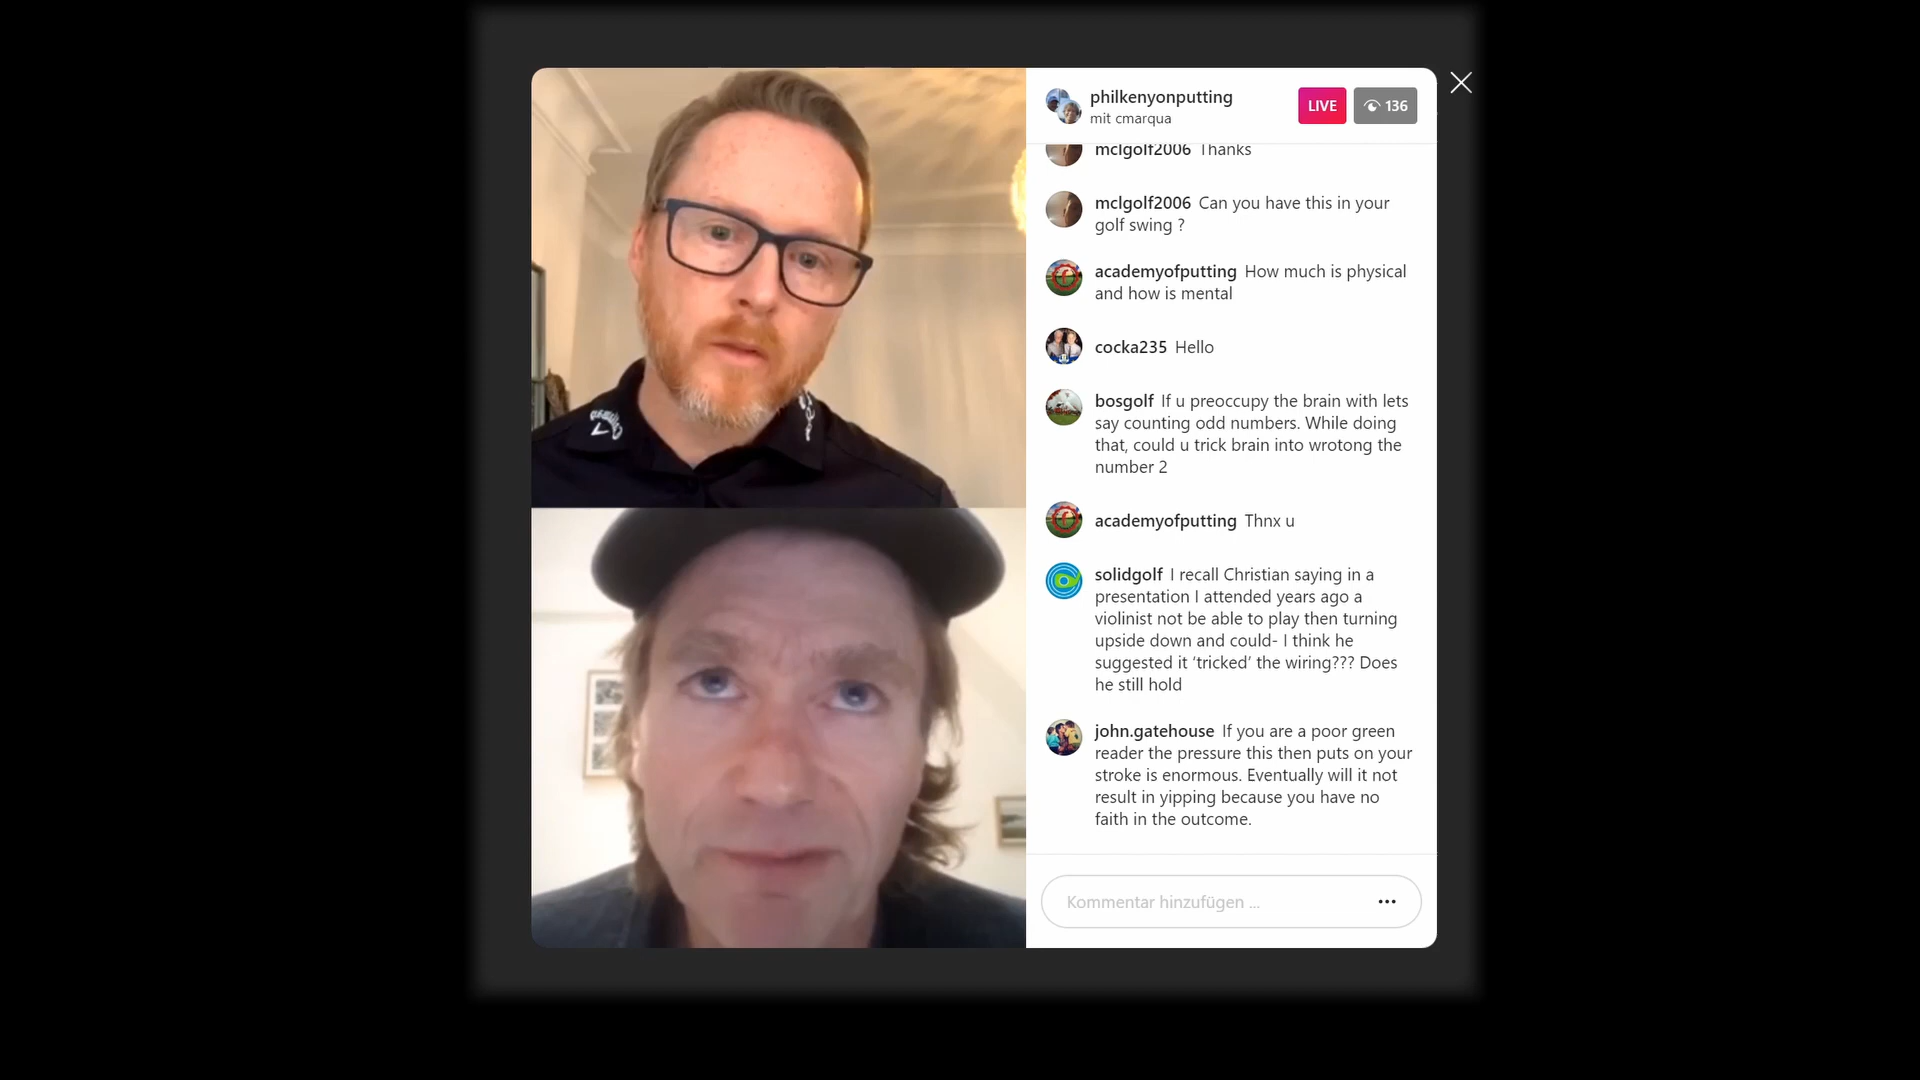 philkenyonputting
mit cmarqua
LIVE
136
mclgolf2006 Thanks
mclgolf2006 Can you have this in your
golf swing ?
academyofputting How much is physical
and how is mental
cocka235 Hello
bosgolf If u preoccupy the brain with lets
say counting odd numbers. While doing
that, could u trick brain into wrotong the
number 2
academyofputting Thnx u
solidgolf I recall Christian saying in a
presentation I attended years ago a
violinist not be able to play then turning
upside down and could- I think he
suggested it ‘tricked’ the wiring??? Does
he still hold
john.gatehouse If you are a poor green
reader the pressure this then puts on your
stroke is enormous. Eventually will it not
result in yipping because you have no
faith in the outcome.
Kommentar hinzufügen ...